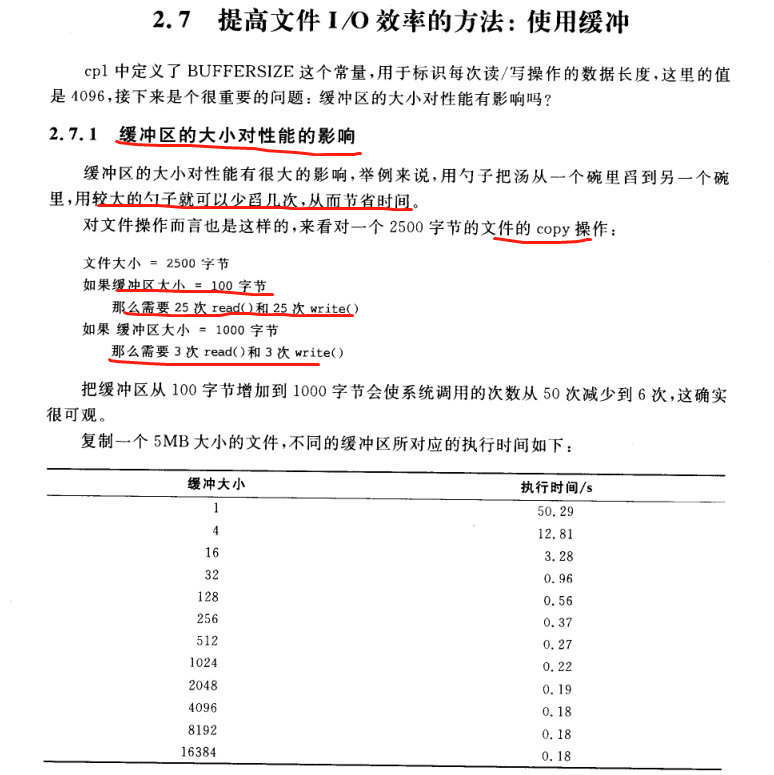 2.7 提高文件 I/O 效率的方法：使用缓冲
cp1 中定义了 BUFFERSIZE 这个常量，用于标识每次读/写操作的数据长度，这里的值
是 4096，接下来是个很重要的问题：缓冲区的大小对性能有影响吗？
2.7.1 缓冲区的大小对性能的影响
缓冲区的大小对性能有很大的影响，举例来说，用勺子把汤从一个碗里舀到另一个碗
里，用较大的勺子就可以少舀几次，从而节省时间。
对文件操作而言也是这样的，来看对一个 2500 字节的文件的 copy 操作：
文件大小 = 2500 字节
如果缓冲区大小 = 100 字节
那么需要 25 次 read()和 25 次 write()
如果 缓冲区大小 = 1000 字节
那么需要 3 次 read()和 3 次 write()
把缓冲区从 100 字节增加到 1000 字节会使系统调用的次数从 50 次减少到 6 次，这确实
很可观。
复制一个 5MB 大小的文件，不同的缓冲区所对应的执行时间如下：
缓冲大小 执行时间/s
1 50.29
4 12.81
16 3.28
32 0.96
128 0.56
256 0.37
512 0.27
1024 0.22
2048 0.19
4096 0.18
8192 0.18
16384 0.18